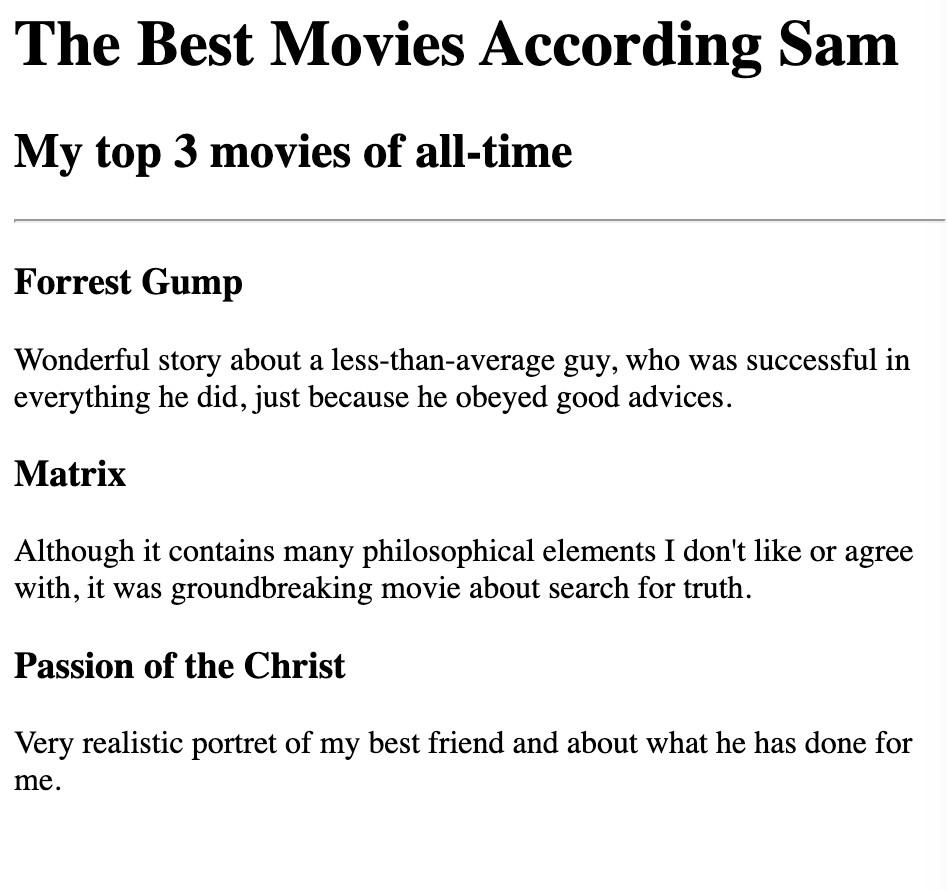 The Best Movies According Sam
My top 3 movies of all-time
Forrest Gump
Wonderful story about a less-than-average guy, who was successful in
everything he did, just because he obeyed good advices.
Matrix
Although it contains many philosophical elements I don't like or agree
with, it was groundbreaking movie about search for truth.
Passion of the Christ
Very realistic portret of my best friend and about what he has done for
me.